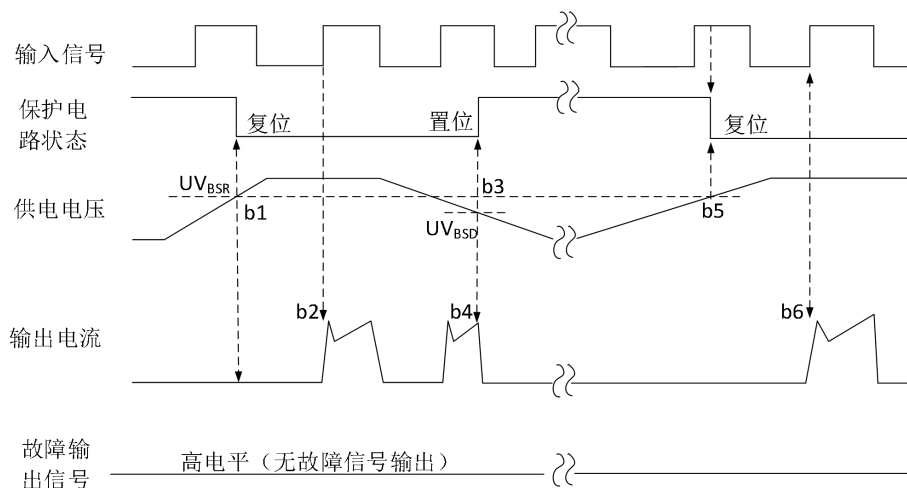 输入信号
保护电
路状态
复位
置位
复位
UVBSR
b1
b3
b5
供电电压
UVBSD
b2
b4
b6
输出电流
故障输
出信号
高电平（无故障信号输出）